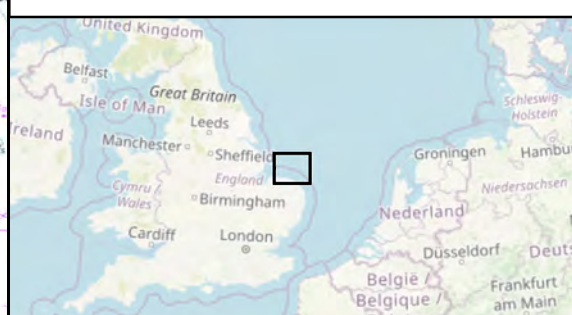 United Kingdom
Belfast
Great Britain
Isle of Man
Schleswig-
Holstein
Leeds
reland
Manchester
Sheffield
Groningen
Hambu
Cymru /
Wales
England
Niedersachsen
Birmingham
Nederland
Cardiff
London
Düsseldorf
Deuts
België /
Belgique /
Frankfurt
am Main